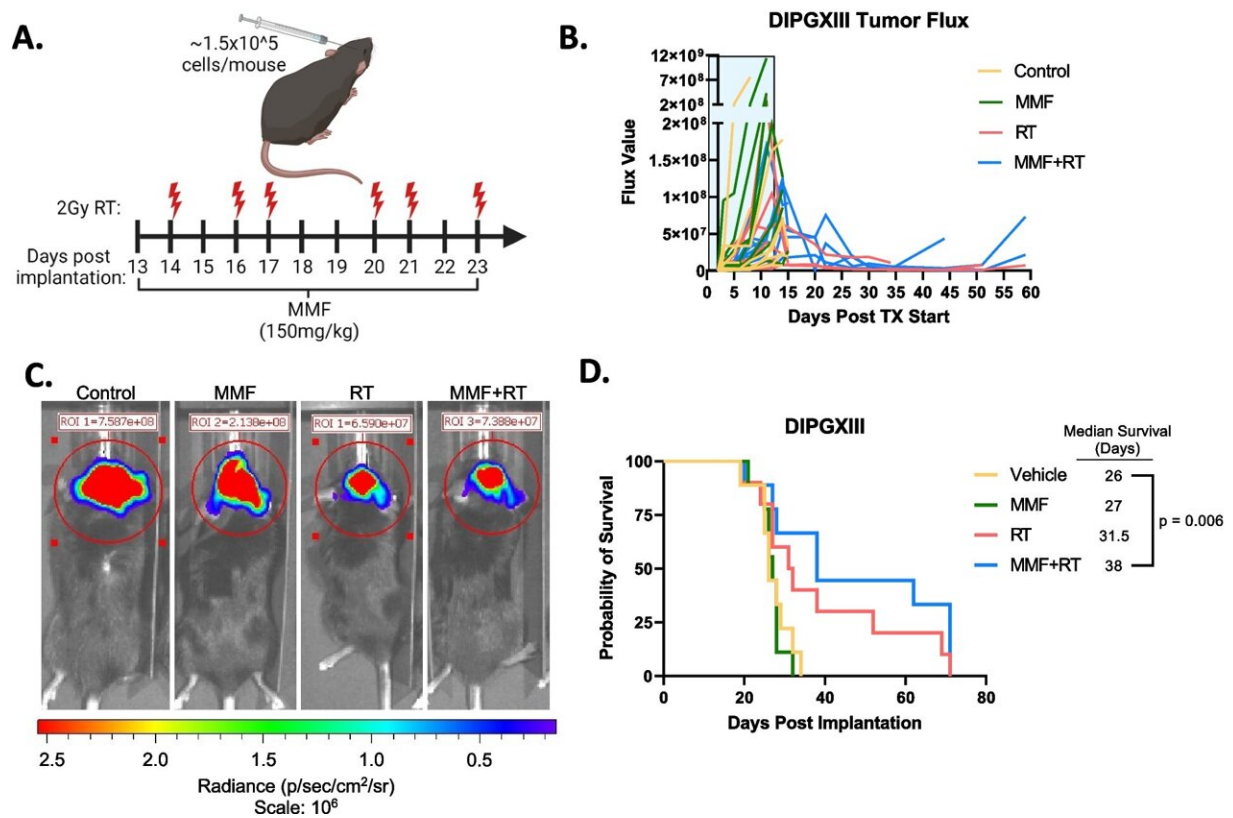 A.
~1.5x10^5
cells/mouse
2Gy RT:
Days post
implantation:
13 14 15 16 17 18 19 20 21 22 23
MMF
(150mg/kg)
B.
DIPGXIII Tumor Flux
Flux Value
12×10⁹
7×10⁸
2×10⁸
2×10⁸
1.5×10⁸
1×10⁸
5×10⁷
0
0 5 10 15 20 25 30 35 40 45 50 55 60
Days Post TX Start
Control
MMF
RT
MMF+RT
C.
Control MMF RT MMF+RT
ROI 1=7.587e+08 ROI 2=2.138e+08 ROI 1=6.590e+07 ROI 3=7.388e+07
2.5 2.0 1.5 1.0 0.5
Radiance (p/sec/cm²/sr)
Scale: 10⁶
D.
DIPGXIII
Probability of Survival
100
75
50
25
0
0 20 40 60 80
Days Post Implantation
Median Survival
(Days)
Vehicle 26
MMF 27
RT 31.5
MMF+RT 38
p = 0.006